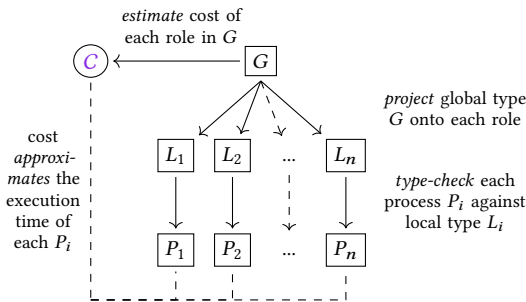 estimate cost of
each role in G
C
G
project global type
G onto each role
cost
approxi-
mates the
execution
time of
each Pi
L1
L2
...
Ln
type-check each
process Pi against
local type Li
P1
P2
...
Pn